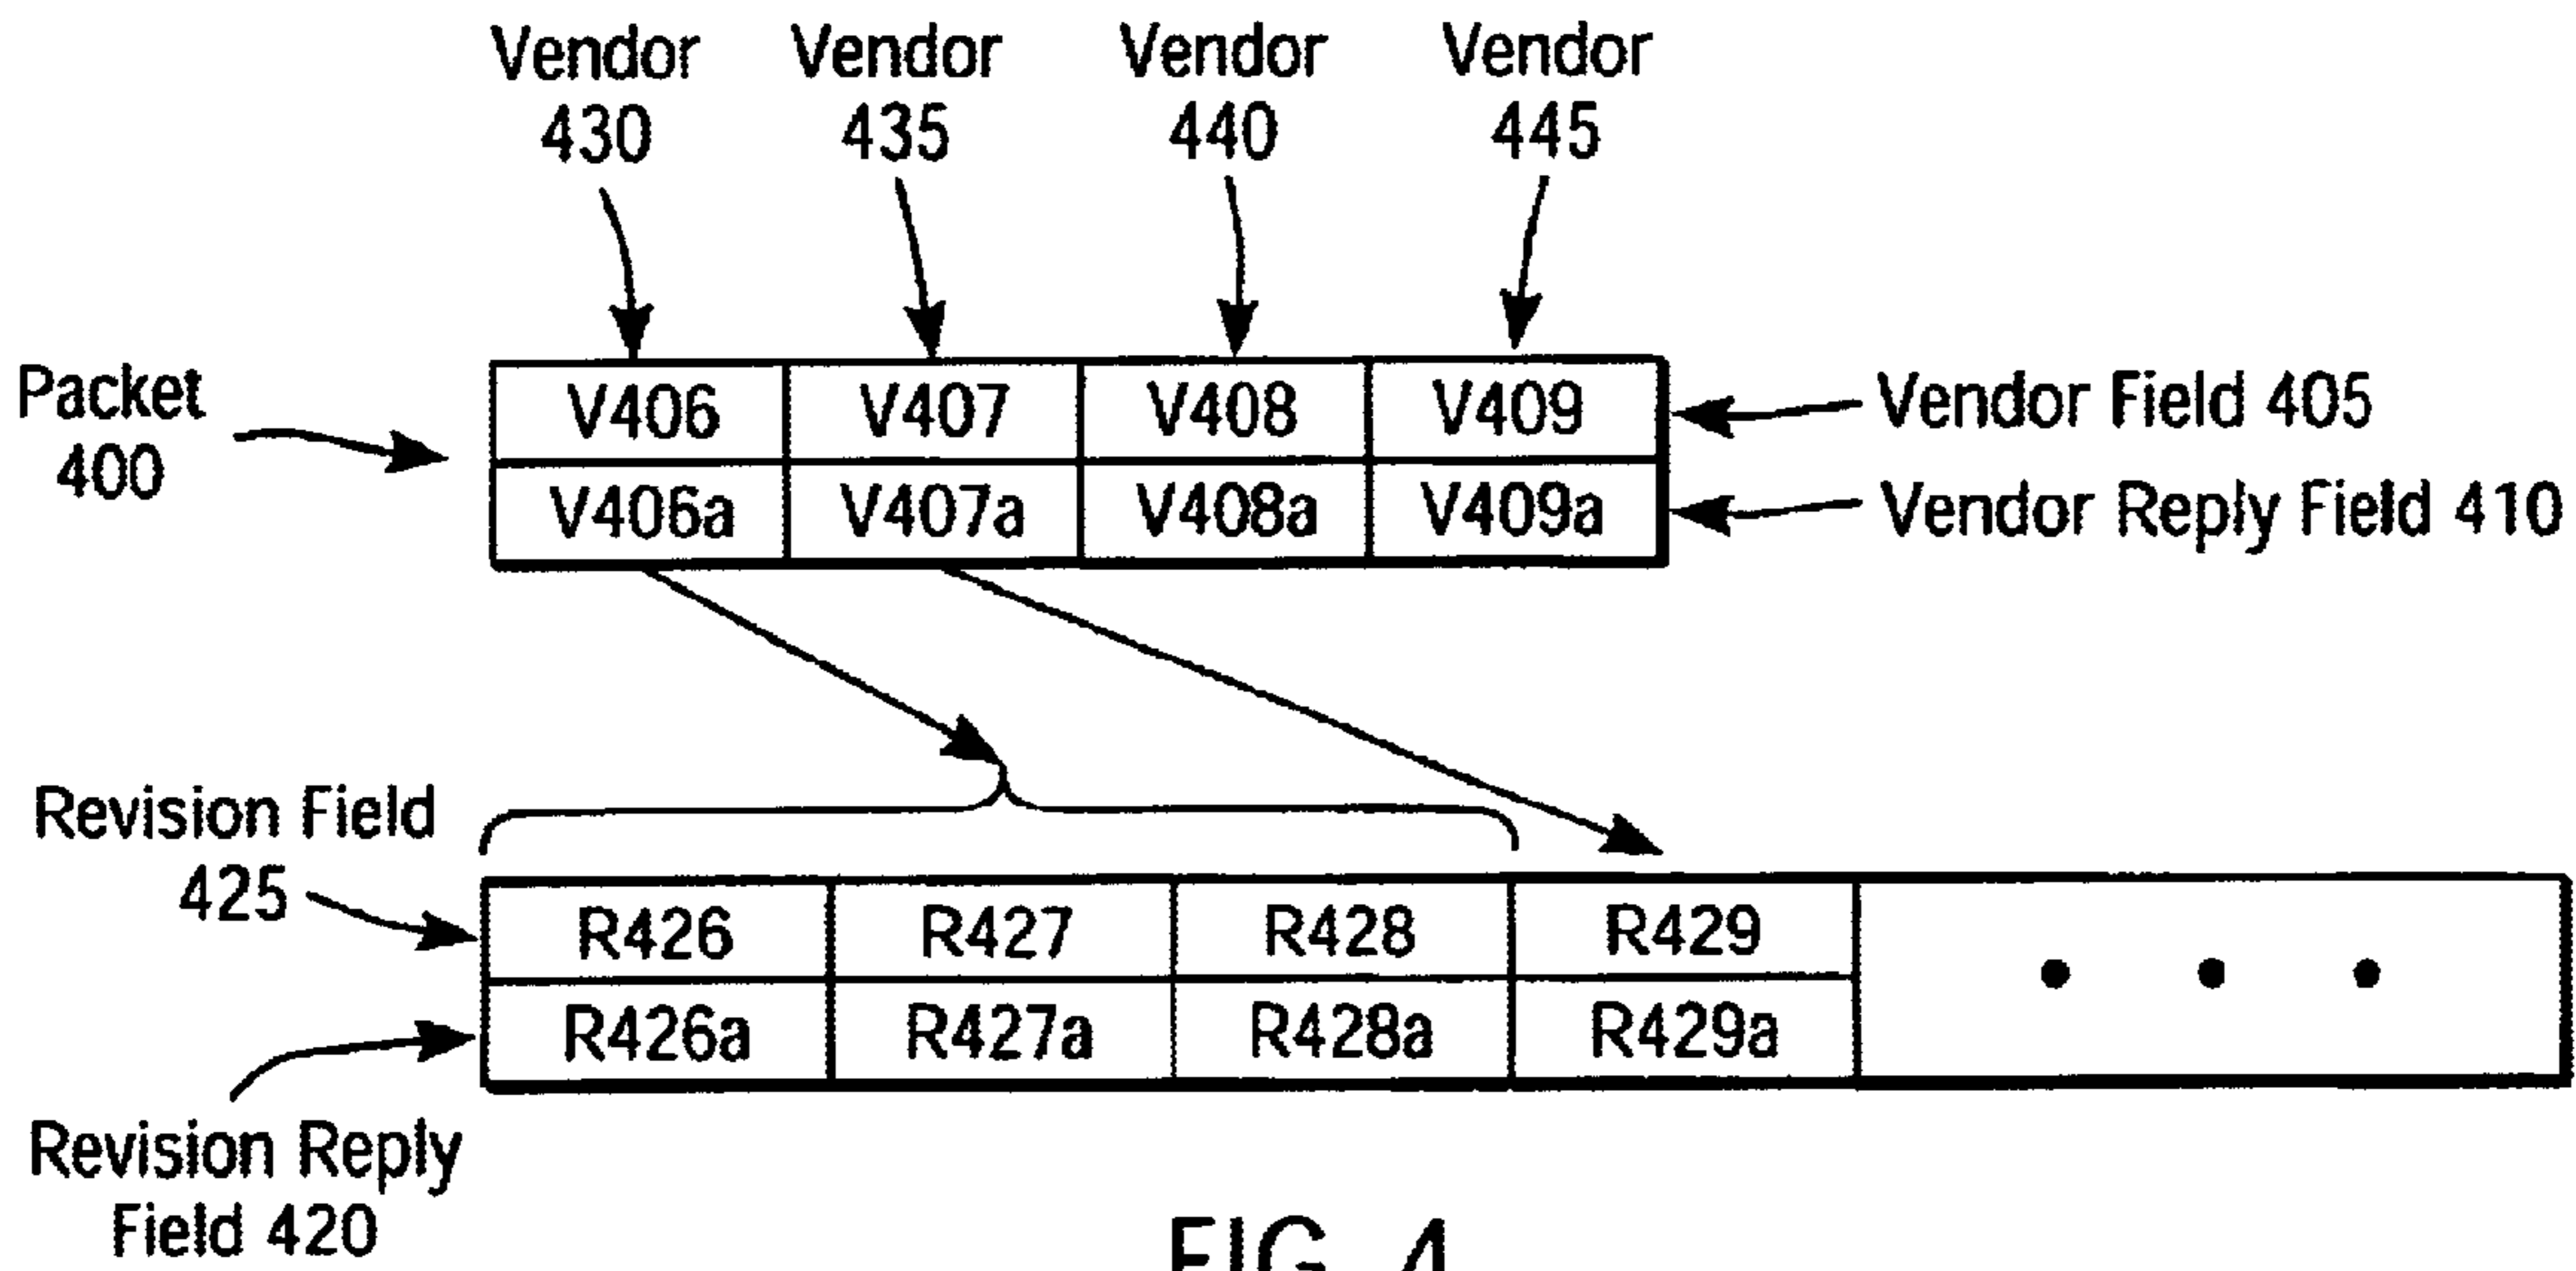 Vendor Vendor Vendor Vendor
430 435 440 445
Packet
400
V406 V407 V408 V409
Vendor Field 405
V406a V407a V408a V409a
Vendor Reply Field 410
Revision Field
425
R426 R427 R428 R429
R426a R427a R428a R429a
Revision Reply
Field 420
FIG. 4